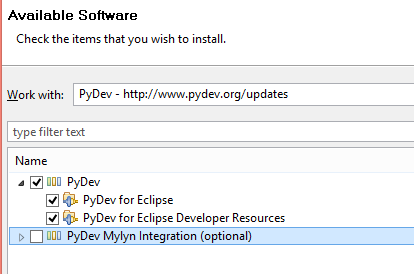 Available Software
Check the items that you wish to install.
Work with: PyDev - http://www.pydev.org/updates
type filter text
Name
PyDev
PyDev for Eclipse
PyDev for Eclipse Developer Resources
PyDev Mylyn Integration (optional)